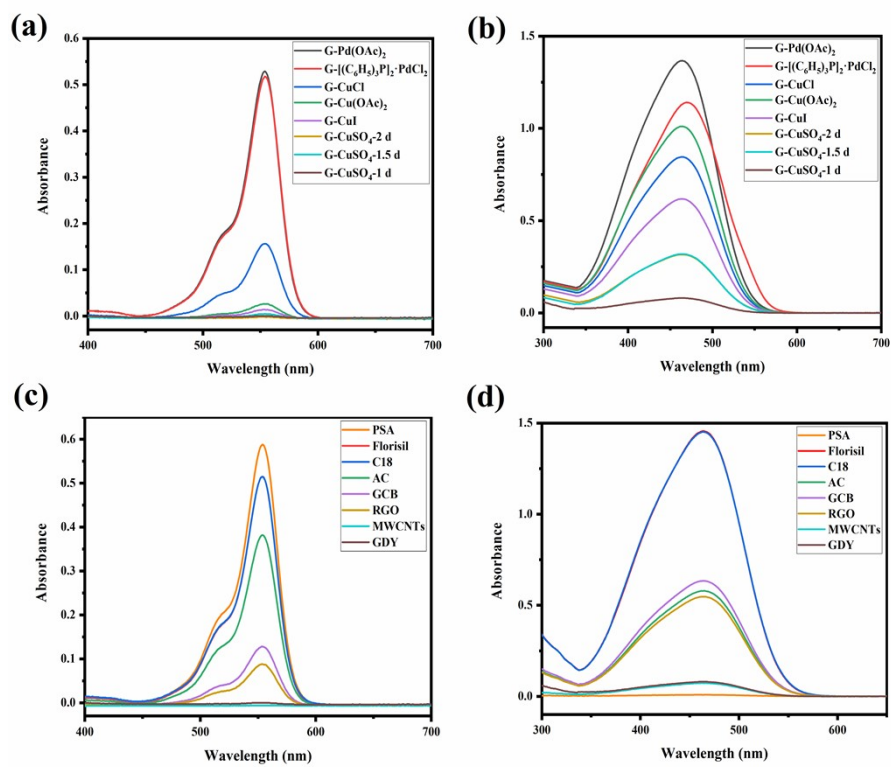 (a)
0.6
0.5
0.4
0.3
0.2
0.1
0.0
Absorbance
G-Pd(OAc)₂
G-[(C₆H₅)₃P]₂·PdCl₂
G-CuCl
G-Cu(OAc)₂
G-CuI
G-CuSO₄-2 d
G-CuSO₄-1.5 d
G-CuSO₄-1 d
400 500 600 700
Wavelength (nm)
(b)
1.5
1.0
0.5
0.0
Absorbance
G-Pd(OAc)₂
G-[(C₆H₅)₃P]₂·PdCl₂
G-CuCl
G-Cu(OAc)₂
G-CuI
G-CuSO₄-2 d
G-CuSO₄-1.5 d
G-CuSO₄-1 d
300 400 500 600 700
Wavelength (nm)
(c)
0.6
0.5
0.4
0.3
0.2
0.1
0.0
Absorbance
PSA
Florisil
C18
AC
GCB
RGO
MWCNTs
GDY
400 500 600 700
Wavelength (nm)
(d)
1.5
1.0
0.5
0.0
Absorbance
PSA
Florisil
C18
AC
GCB
RGO
MWCNTs
GDY
300 400 500 600
Wavelength (nm)